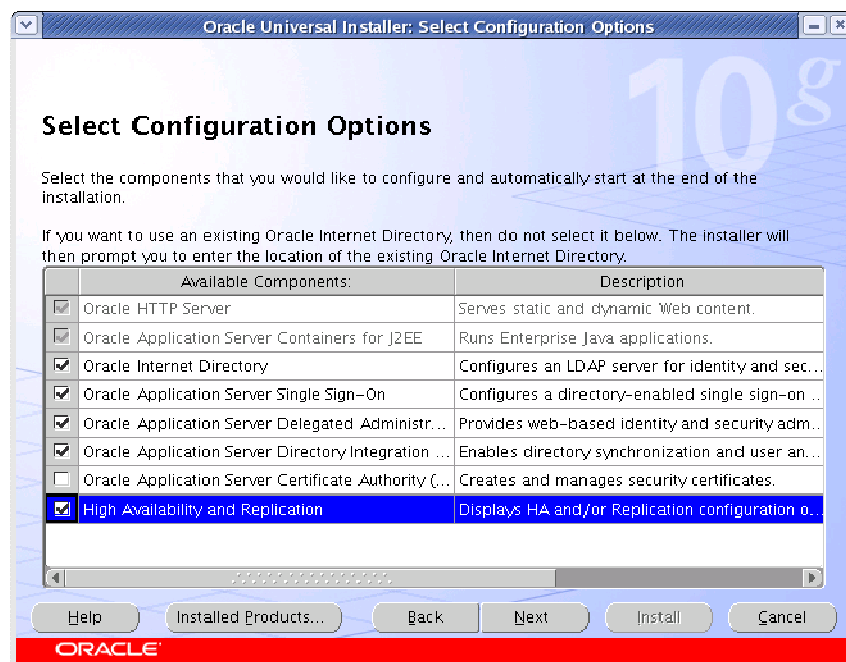 Oracle Universal Installer: Select Configuration Options
10g
Select Configuration Options
Select the components that you would like to configure and automatically start at the end of the
installation.
If you want to use an existing Oracle Internet Directory, then do not select it below. The installer will
then prompt you to enter the location of the existing Oracle Internet Directory.
Available Components: Description
Oracle HTTP Server Serves static and dynamic Web content.
Oracle Application Server Containers for J2EE Runs Enterprise Java applications.
Oracle Internet Directory Configures an LDAP server for identity and sec...
Oracle Application Server Single Sign-On Configures a directory-enabled single sign-on ...
Oracle Application Server Delegated Administr... Provides web-based identity and security adm...
Oracle Application Server Directory Integration ... Enables directory synchronization and user an...
Oracle Application Server Certificate Authority (... Creates and manages security certificates.
High Availability and Replication Displays HA and/or Replication configuration o...
Help Installed Products... Back Next Install Cancel
ORACLE